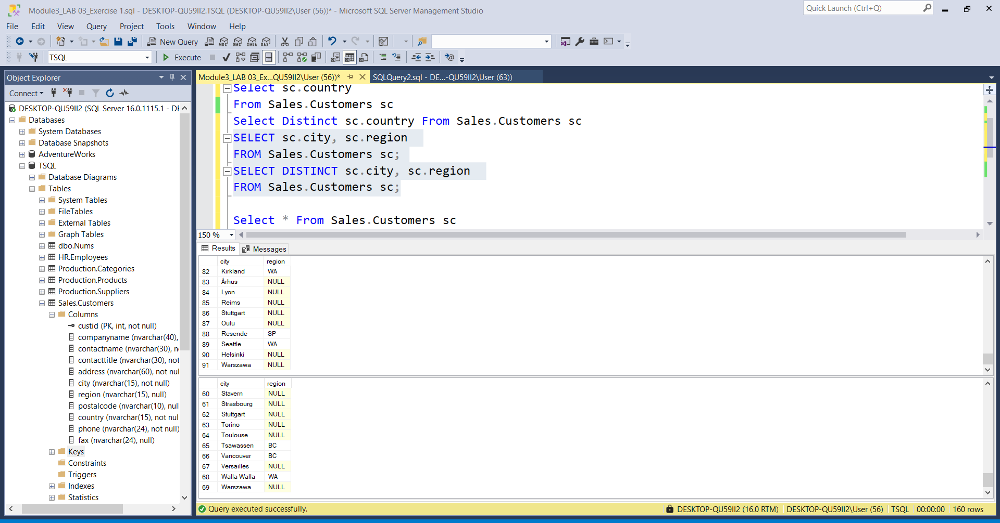 Module3_LAB 03_Exercise 1.sql - DESKTOP-QU59II2.TSQL (DESKTOP-QU59II2\User (56))* - Microsoft SQL Server Management Studio
Quick Launch (Ctrl+Q)
File Edit View Query Project Tools Window Help
New Query MDX DMX XMLA DAX
TSQL Execute
Object Explorer
Module3_LAB 03_Ex...QU59II2\User (56))* SQLQuery2.sql - DE...-QU59II2\User (63))
Connect
DESKTOP-QU59II2 (SQL Server 16.0.1115.1 - DE
Databases
System Databases
Database Snapshots
AdventureWorks
TSQL
Database Diagrams
Tables
System Tables
FileTables
External Tables
Graph Tables
dbo.Nums
HR.Employees
Production.Categories
Production.Products
Production.Suppliers
Sales.Customers
Columns
custid (PK, int, not null)
companyname (nvarchar(40),
contactname (nvarchar(30), n
contacttitle (nvarchar(30), not
address (nvarchar(60), not nul
city (nvarchar(15), not null)
region (nvarchar(15), null)
postalcode (nvarchar(10), null
country (nvarchar(15), not nul
phone (nvarchar(24), not null)
fax (nvarchar(24), null)
Keys
Constraints
Triggers
Indexes
Statistics
Select sc.country
From Sales.Customers sc
Select Distinct sc.country From Sales.Customers sc
SELECT sc.city, sc.region
FROM Sales.Customers sc;
SELECT DISTINCT sc.city, sc.region
FROM Sales.Customers sc;
Select * From Sales.Customers sc
150 %
Results Messages
city region
82 Kirkland WA
83 Århus NULL
84 Lyon NULL
85 Reims NULL
86 Stuttgart NULL
87 Oulu NULL
88 Resende SP
89 Seattle WA
90 Helsinki NULL
91 Warszawa NULL
city region
60 Stavern NULL
61 Strasbourg NULL
62 Stuttgart NULL
63 Torino NULL
64 Toulouse NULL
65 Tsawassen BC
66 Vancouver BC
67 Versailles NULL
68 Walla Walla WA
69 Warszawa NULL
Query executed successfully. DESKTOP-QU59II2 (16.0 RTM) DESKTOP-QU59II2\User (56) TSQL 00:00:00 160 rows